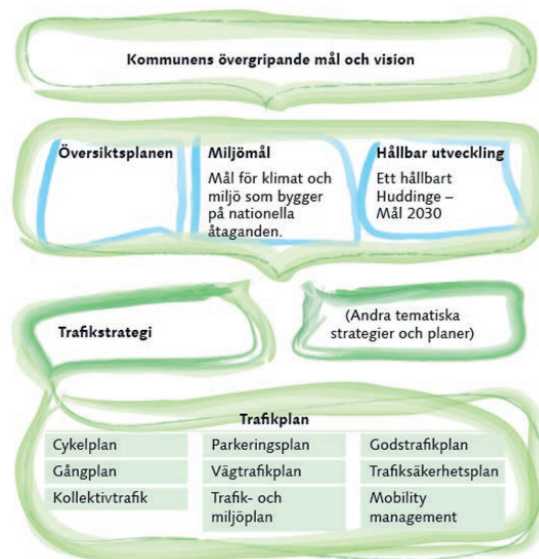 Kommunens övergripande mål och vision
Översiktsplanen
Miljömål
Mål för klimat och
miljö som bygger
på nationella
åtaganden.
Hållbar utveckling
Ett hållbart
Huddinge –
Mål 2030
Trafikstrategi
(Andra tematiska
strategier och planer)
Trafikplan
Cykelplan
Parkeringsplan
Godstrafikplan
Gångplan
Vägtrafikplan
Trafiksäkerhetsplan
Kollektivtrafik
Trafik- och
miljöplan
Mobility
management